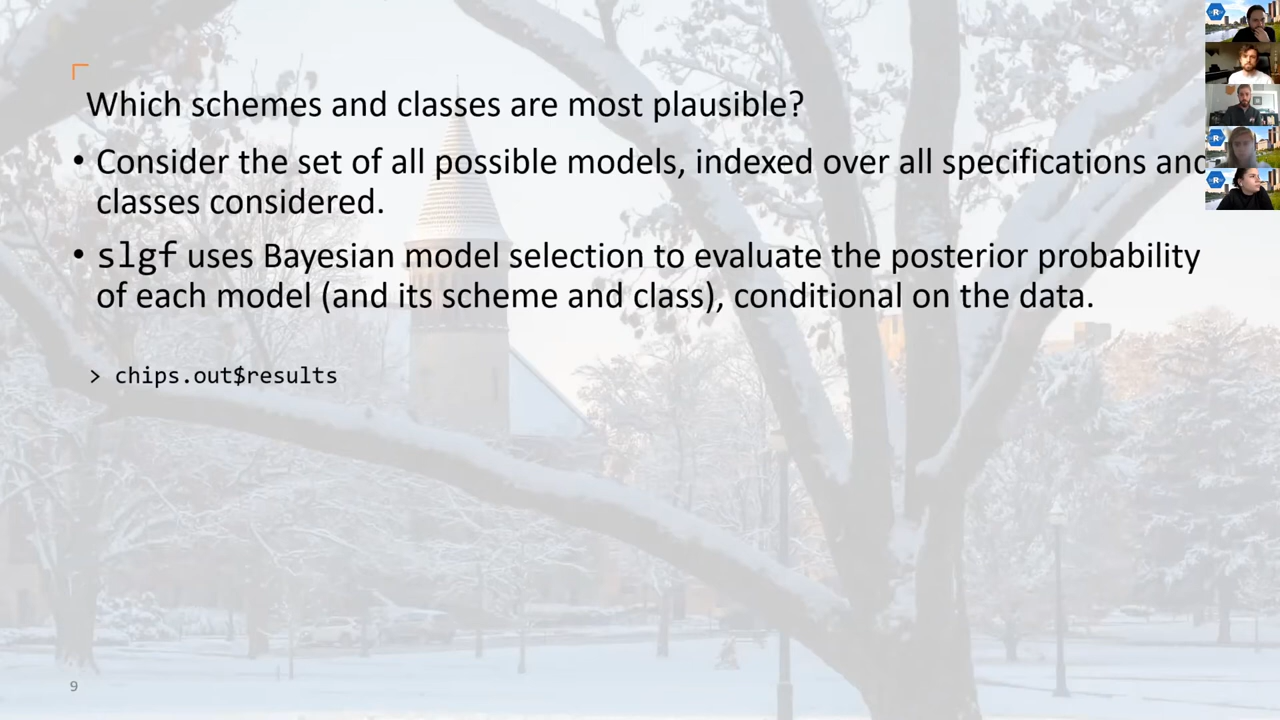 Which schemes and classes are most plausible?
• Consider the set of all possible models, indexed over all specifications and
classes considered.
• slgf uses Bayesian model selection to evaluate the posterior probability
of each model (and its scheme and class), conditional on the data.
> chips.out$results
9
R
R
R